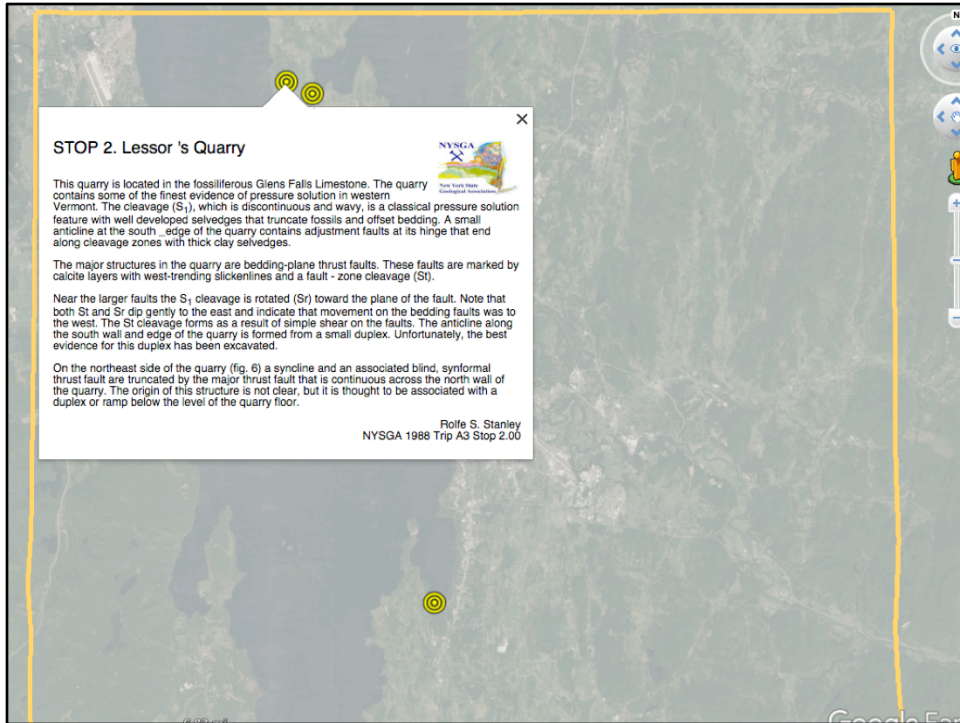 N
STOP 2. Lessor 's Quarry
NYSGA
New York State
Geological Association
This quarry is located in the fossiliferous Glens Falls Limestone. The quarry
contains some of the finest evidence of pressure solution in western
Vermont. The cleavage (S1), which is discontinuous and wavy, is a classical pressure solution
feature with well developed selvedges that truncate fossils and offset bedding. A small
anticline at the south _edge of the quarry contains adjustment faults at its hinge that end
along cleavage zones with thick clay selvedges.
The major structures in the quarry are bedding-plane thrust faults. These faults are marked by
calcite layers with west-trending slickenlines and a fault - zone cleavage (St).
Near the larger faults the S1 cleavage is rotated (Sr) toward the plane of the fault. Note that
both St and Sr dip gently to the east and indicate that movement on the bedding faults was to
the west. The St cleavage forms as a result of simple shear on the faults. The anticline along
the south wall and edge of the quarry is formed from a small duplex. Unfortunately, the best
evidence for this duplex has been excavated.
On the northeast side of the quarry (fig. 6) a syncline and an associated blind, synformal
thrust fault are truncated by the major thrust fault that is continuous across the north wall of
the quarry. The origin of this structure is not clear, but it is thought to be associated with a
duplex or ramp below the level of the quarry floor.
Rolfe S. Stanley
NYSGA 1988 Trip A3 Stop 2.00